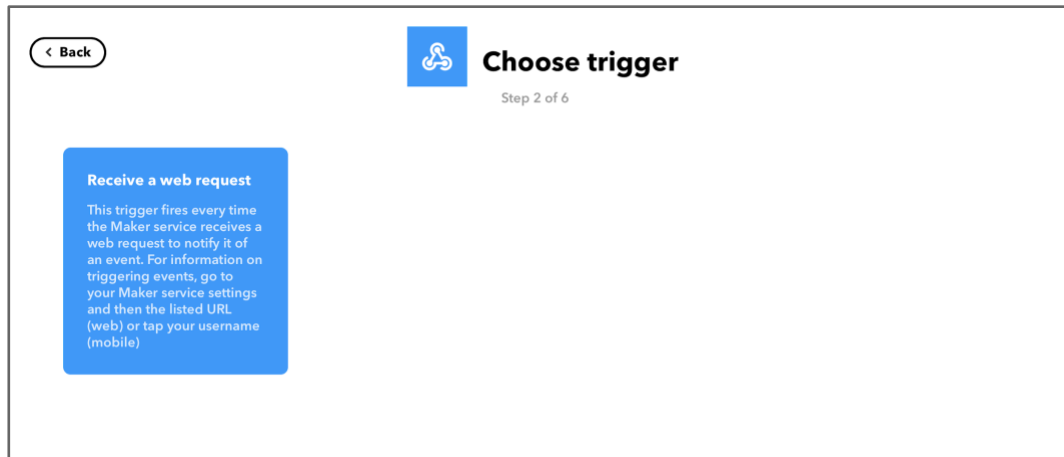 Back
Choose trigger
Step 2 of 6
Receive a web request
This trigger fires every time
the Maker service receives a
web request to notify it of
an event. For information on
triggering events, go to
your Maker service settings
and then the listed URL
(web) or tap your username
(mobile)